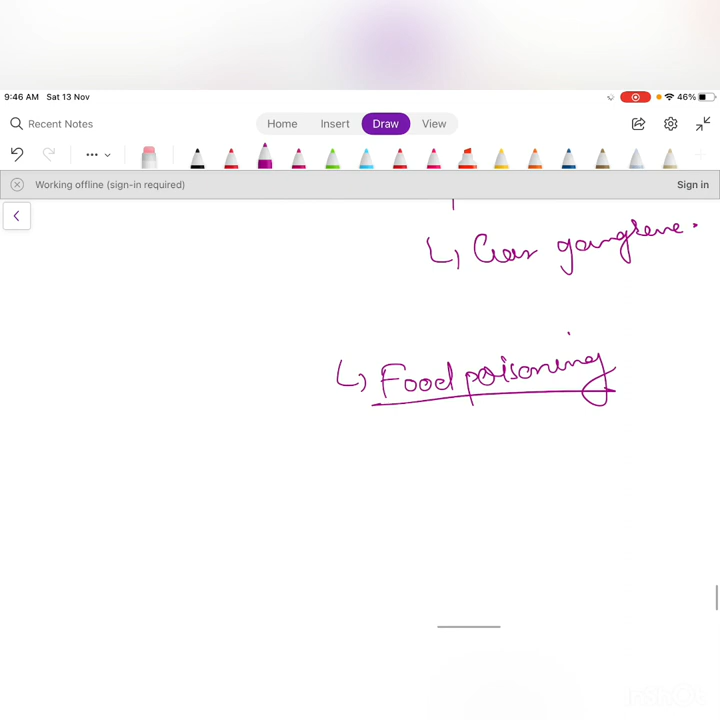 9:46 AM Sat 13 Nov 46%
Recent Notes Home Insert Draw View
Working offline (sign-in required) Sign in
↳ Gas gangrene.
↳ Food poisoning
InShOt